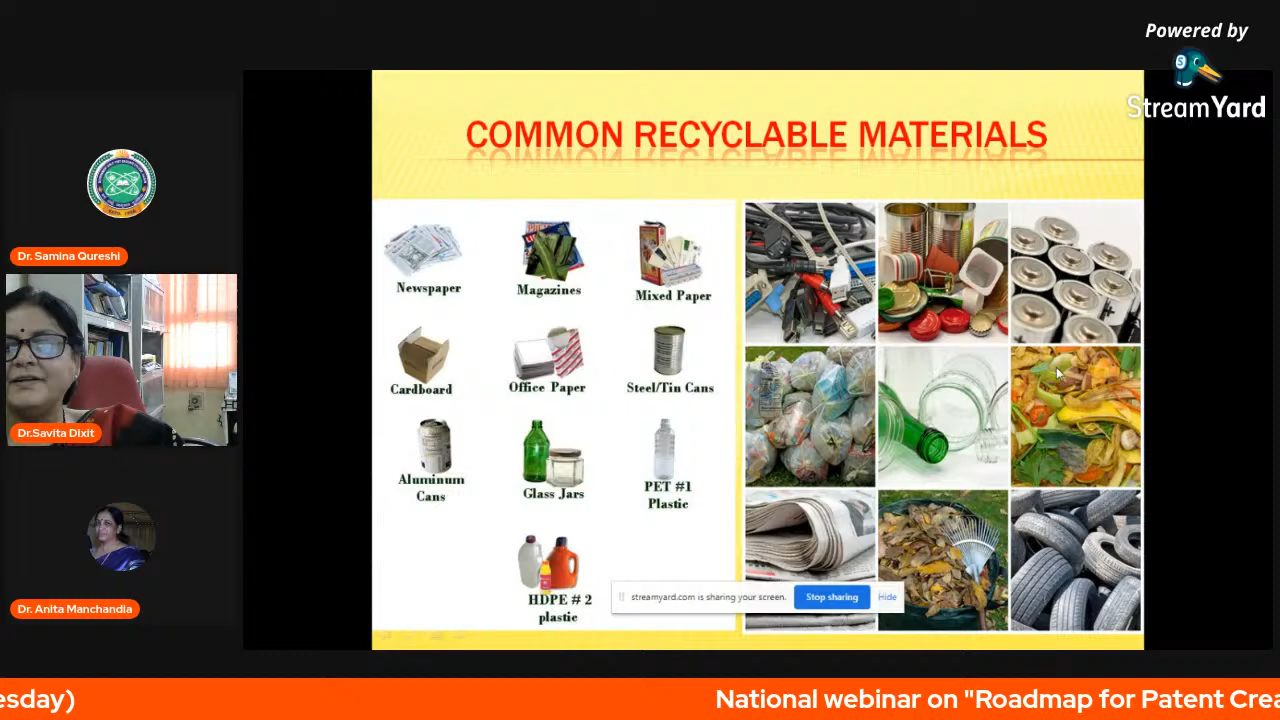 Powered by
StreamYard
COMMON RECYCLABLE MATERIALS
Newspaper
Magazines
Mixed Paper
Cardboard
Office Paper
Steel/Tin Cans
Aluminum
Cans
Glass Jars
PET #1
Plastic
HDPE # 2
plastic
streamyard.com is sharing your screen.
Stop sharing
Hide
Dr. Samina Qureshi
Dr.Savita Dixit
Dr. Anita Manchandia
esday)
National webinar on "Roadmap for Patent Crea